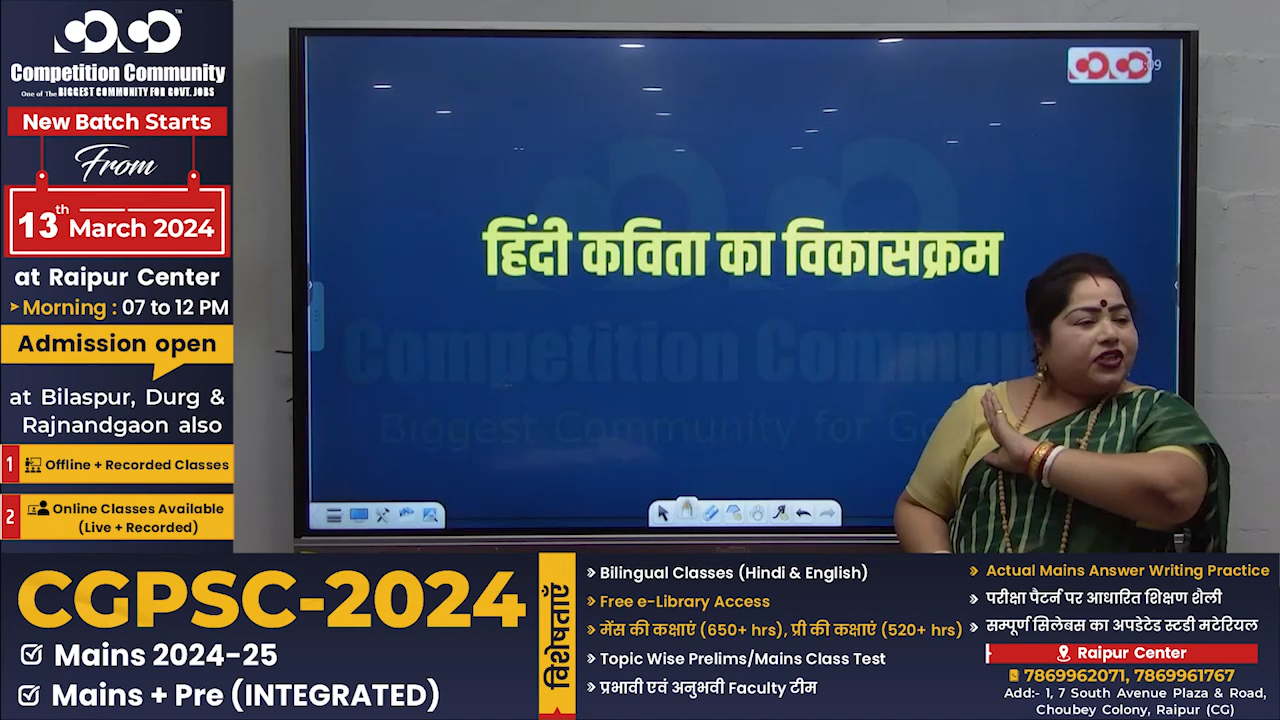 TM
Competition Community
One of The BIGGEST COMMUNITY FOR GOVT. JOBS
New Batch Starts
From
13th March 2024
at Raipur Center
Morning : 07 to 12 PM
Admission open
at Bilaspur, Durg &
Rajnandgaon also
1 Offline + Recorded Classes
2 Online Classes Available
(Live + Recorded)
:09
हिंदी कविता का विकासक्रम
Competition Commun
Biggest Community for Go
CGPSC-2024
Mains 2024-25
Mains + Pre (INTEGRATED)
विशेषताएँ
Bilingual Classes (Hindi & English)
Free e-Library Access
मेंस की कक्षाएं (650+ hrs), प्री की कक्षाएं (520+ hrs)
Topic Wise Prelims/Mains Class Test
प्रभावी एवं अनुभवी Faculty टीम
Actual Mains Answer Writing Practice
परीक्षा पैटर्न पर आधारित शिक्षण शैली
सम्पूर्ण सिलेबस का अपडेटेड स्टडी मटेरियल
Raipur Center
7869962071, 7869961767
Add:- 1, 7 South Avenue Plaza & Road,
Choubey Colony, Raipur (CG)